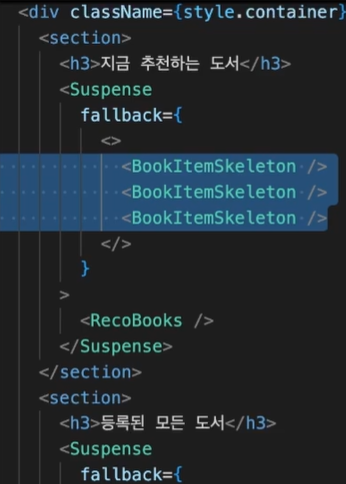 <div className={style.container}
<section>
<h3>지금 추천하는 도서</h3>
<Suspense
fallback={
<>
<BookItemSkeleton />
<BookItemSkeleton />
<BookItemSkeleton />
</>
}
>
<RecoBooks />
</Suspense>
</section>
<section>
<h3>등록된 모든 도서</h3>
<Suspense
fallback={